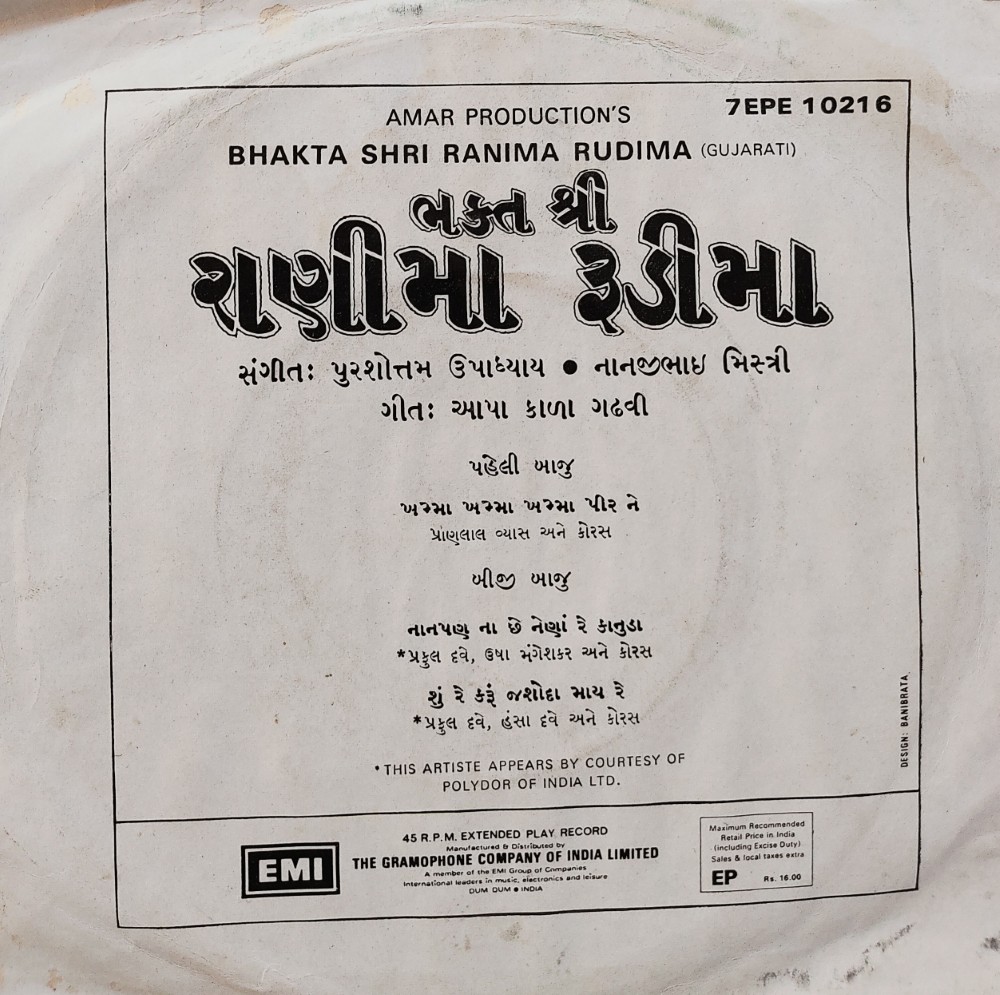 AMAR PRODUCTION'S
7EPE 10216
BHAKTA SHRI RANIMA RUDIMA (GUJARATI)
ભક્ત શ્રી
રાણીમા રૂડીમા
સંગીતઃ પુરશોત્તમ ઉપાધ્યાય ● નાનજીભાઇ મિસ્ત્રી
ગીતઃ આપા કાળા ગઢવી
પહેલી બાજુ
ખમ્મા ખમ્મા ખમ્મા પીર ને
પ્રાણલાલ વ્યાસ અને કોરસ
બીજી બાજુ
નાનપણ ના છે નેણાં રે કાનુડા
*પ્રફુલ દવે, ઉષા મંગેશકર અને કોરસ
શું રે કરૂં જશોદા માય રે
*પ્રફુલ દવે, હંસા દવે અને કોરસ
*THIS ARTISTE APPEARS BY COURTESY OF
POLYDOR OF INDIA LTD.
DESIGN: BANIBRATA
EMI
45 R.P.M. EXTENDED PLAY RECORD
Manufactured & Distributed by
THE GRAMOPHONE COMPANY OF INDIA LIMITED
A member of the EMI Group of Companies
International leaders in music, electronics and leisure
DUM DUM ● INDIA
Maximum Recommended
Retail Price in India
(including Excise Duty)
Sales & local taxes extra
EP Rs. 16.00